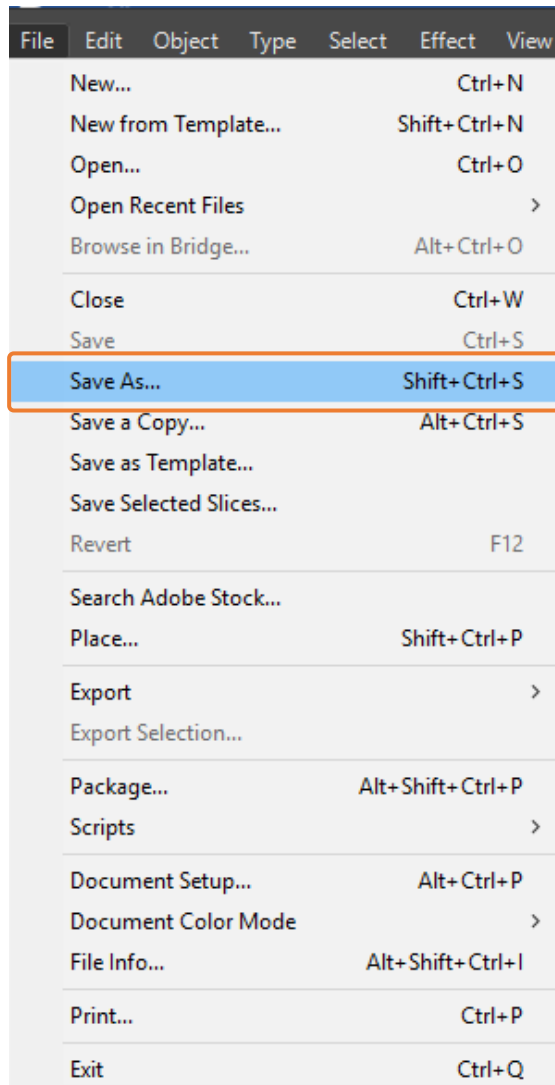 File Edit Object Type Select Effect View
New... Ctrl+N
New from Template... Shift+Ctrl+N
Open... Ctrl+O
Open Recent Files >
Browse in Bridge... Alt+Ctrl+O
Close Ctrl+W
Save Ctrl+S
Save As... Shift+Ctrl+S
Save a Copy... Alt+Ctrl+S
Save as Template...
Save Selected Slices...
Revert F12
Search Adobe Stock...
Place... Shift+Ctrl+P
Export >
Export Selection...
Package... Alt+Shift+Ctrl+P
Scripts >
Document Setup... Alt+Ctrl+P
Document Color Mode >
File Info... Alt+Shift+Ctrl+I
Print... Ctrl+P
Exit Ctrl+Q